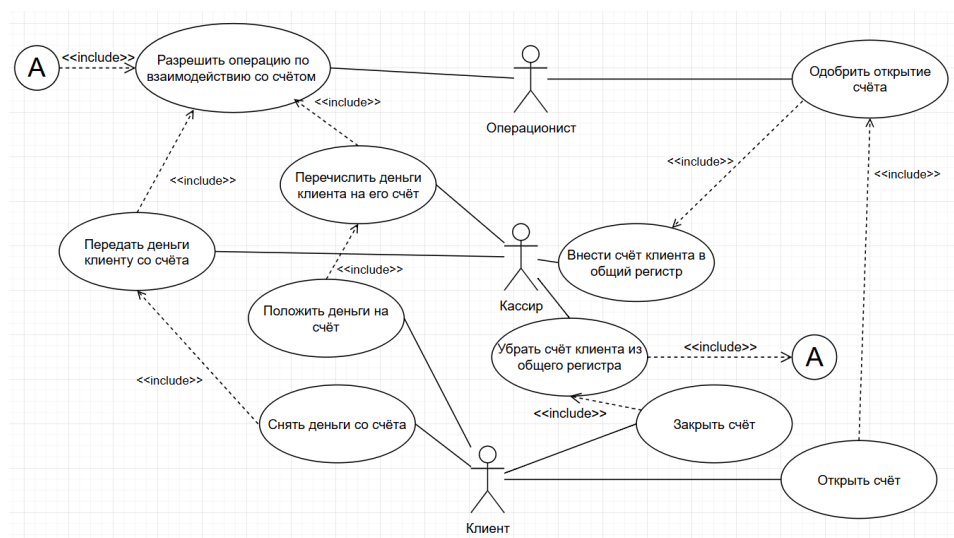 A
<<include>>
Разрешить операцию по
взаимодействию со счётом
Операционист
Одобрить открытие
счёта
<<include>>
<<include>>
<<include>>
<<include>>
Перечислить деньги
клиента на его счёт
Передать деньги
клиенту со счёта
Кассир
Внести счёт клиента в
общий регистр
<<include>>
Положить деньги на
счёт
Убрать счёт клиента из
общего регистра
<<include>>
A
<<include>>
<<include>>
Снять деньги со счёта
Закрыть счёт
Клиент
Открыть счёт